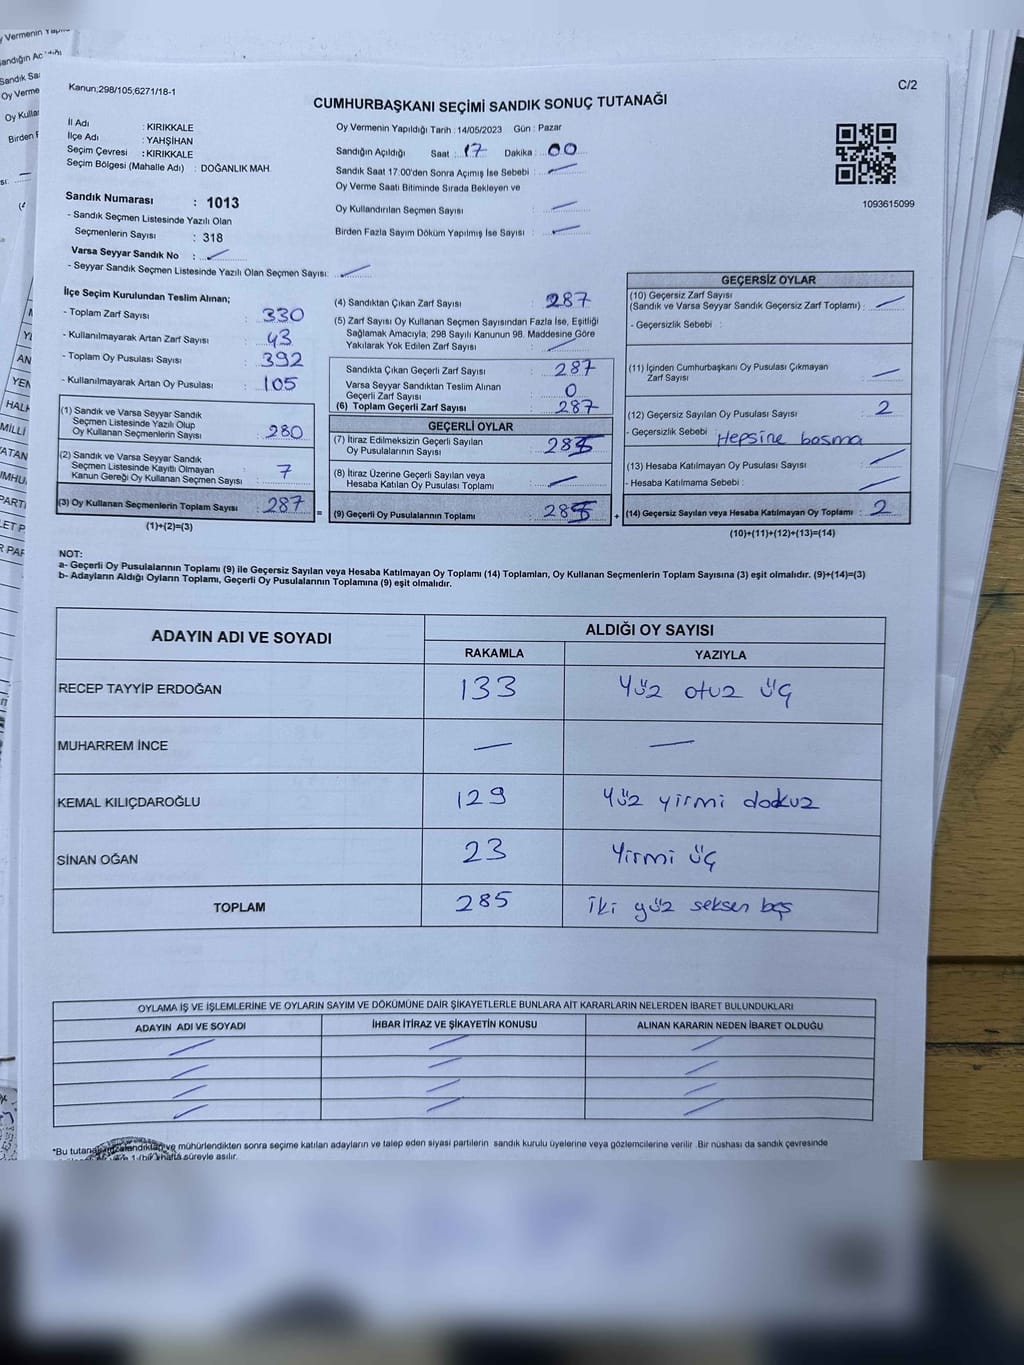 Kanun;298/105;6271/18-1
C/2
CUMHURBAŞKANI SEÇİMİ SANDIK SONUÇ TUTANAĞI
İl Adı : KIRIKKALE
İlçe Adı : YAHŞİHAN
Seçim Çevresi : KIRIKKALE
Seçim Bölgesi (Mahalle Adı) : DOĞANLIK MAH.
Sandık Numarası : 1013
- Sandık Seçmen Listesinde Yazılı Olan
Seçmenlerin Sayısı : 318
Varsa Seyyar Sandık No :
- Seyyar Sandık Seçmen Listesinde Yazılı Olan Seçmen Sayısı:
Oy Vermenin Yapıldığı Tarih : 14/05/2023 Gün : Pazar
Sandığın Açıldığı Saat : 17 Dakika : 00
Sandık Saat 17:00'den Sonra Açımış İse Sebebi :
Oy Verme Saati Bitiminde Sırada Bekleyen ve
Oy Kullandırılan Seçmen Sayısı :
Birden Fazla Sayım Döküm Yapılmış İse Sayısı :
1093615099
İlçe Seçim Kurulundan Teslim Alınan;
- Toplam Zarf Sayısı : 330
- Kullanılmayarak Artan Zarf Sayısı : 43
- Toplam Oy Pusulası Sayısı : 392
- Kullanılmayarak Artan Oy Pusulası : 105
(1) Sandık ve Varsa Seyyar Sandık
Seçmen Listesinde Yazılı Olup
Oy Kullanan Seçmenlerin Sayısı : 280
(2) Sandık ve Varsa Seyyar Sandık
Seçmen Listesinde Kayıtlı Olmayan
Kanun Gereği Oy Kullanan Seçmen Sayısı : 7
(3) Oy Kullanan Seçmenlerin Toplam Sayısı : 287 =
(1)+(2)=(3)
(4) Sandıktan Çıkan Zarf Sayısı : 287
(5) Zarf Sayısı Oy Kullanan Seçmen Sayısından Fazla İse, Eşitliği
Sağlamak Amacıyla; 298 Sayılı Kanunun 98. Maddesine Göre
Yakılarak Yok Edilen Zarf Sayısı :
Sandıkta Çıkan Geçerli Zarf Sayısı : 287
Varsa Seyyar Sandıktan Teslim Alınan
Geçerli Zarf Sayısı : 0
(6) Toplam Geçerli Zarf Sayısı : 287
GEÇERLİ OYLAR
(7) İtiraz Edilmeksizin Geçerli Sayılan
Oy Pusulalarının Sayısı : 285
(8) İtiraz Üzerine Geçerli Sayılan veya
Hesaba Katılan Oy Pusulası Toplamı :
(9) Geçerli Oy Pusulalarının Toplamı : 285 +
GEÇERSİZ OYLAR
(10) Geçersiz Zarf Sayısı
(Sandık ve Varsa Seyyar Sandık Geçersiz Zarf Toplamı) :
- Geçersizlik Sebebi :
(11) İçinden Cumhurbaşkanı Oy Pusulası Çıkmayan
Zarf Sayısı :
(12) Geçersiz Sayılan Oy Pusulası Sayısı : 2
- Geçersizlik Sebebi : Hepsine basma
(13) Hesaba Katılmayan Oy Pusulası Sayısı :
- Hesaba Katılmama Sebebi :
(14) Geçersiz Sayılan veya Hesaba Katılmayan Oy Toplamı : 2
(10)+(11)+(12)+(13)=(14)
NOT:
a- Geçerli Oy Pusulalarının Toplamı (9) ile Geçersiz Sayılan veya Hesaba Katılmayan Oy Toplamı (14) Toplamları, Oy Kullanan Seçmenlerin Toplam Sayısına (3) eşit olmalıdır. (9)+(14)=(3)
b- Adayların Aldığı Oyların Toplamı, Geçerli Oy Pusulalarının Toplamına (9) eşit olmalıdır.
ADAYIN ADI VE SOYADI
ALDIĞI OY SAYISI
RAKAMLA YAZIYLA
RECEP TAYYİP ERDOĞAN 133 Yüz otuz üç
MUHARREM İNCE
KEMAL KILIÇDAROĞLU 129 Yüz yirmi dokuz
SİNAN OĞAN 23 Yirmi üç
TOPLAM 285 İki yüz seksen beş
OYLAMA İŞ VE İŞLEMLERİNE VE OYLARIN SAYIM VE DÖKÜMÜNE DAİR ŞİKAYETLERLE BUNLARA AİT KARARLARIN NELERDEN İBARET BULUNDUKLARI
ADAYIN ADI VE SOYADI İHBAR İTİRAZ VE ŞİKAYETİN KONUSU ALINAN KARARIN NEDEN İBARET OLDUĞU
*Bu tutanak ve mühürlendikten sonra seçime katılan adayların ve talep eden siyasi partilerin sandık kurulu üyelerine veya gözlemcilerine verilir .Bir nüshası da sandık çevresinde
1 (bir) hafta süreyle asılır.